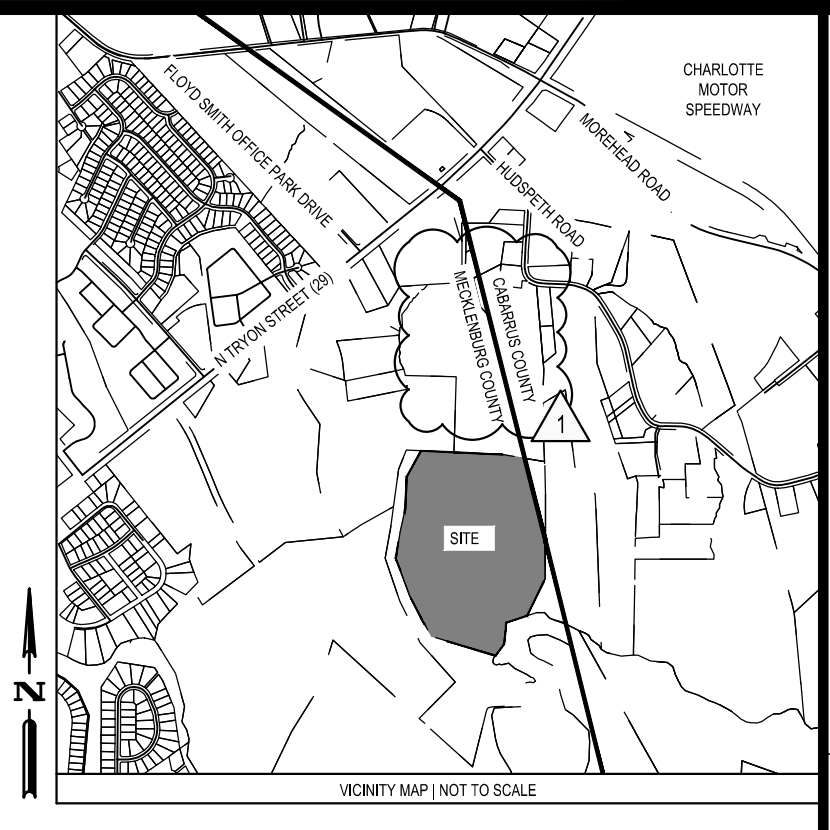 CHARLOTTE
MOTOR
SPEEDWAY
FLOYD SMITH OFFICE PARK DRIVE
MOREHEAD ROAD
HUDSPETH ROAD
N TRYON STREET (29)
MECKLENBURG COUNTY
CABARRUS COUNTY
1
SITE
N
VICINITY MAP | NOT TO SCALE